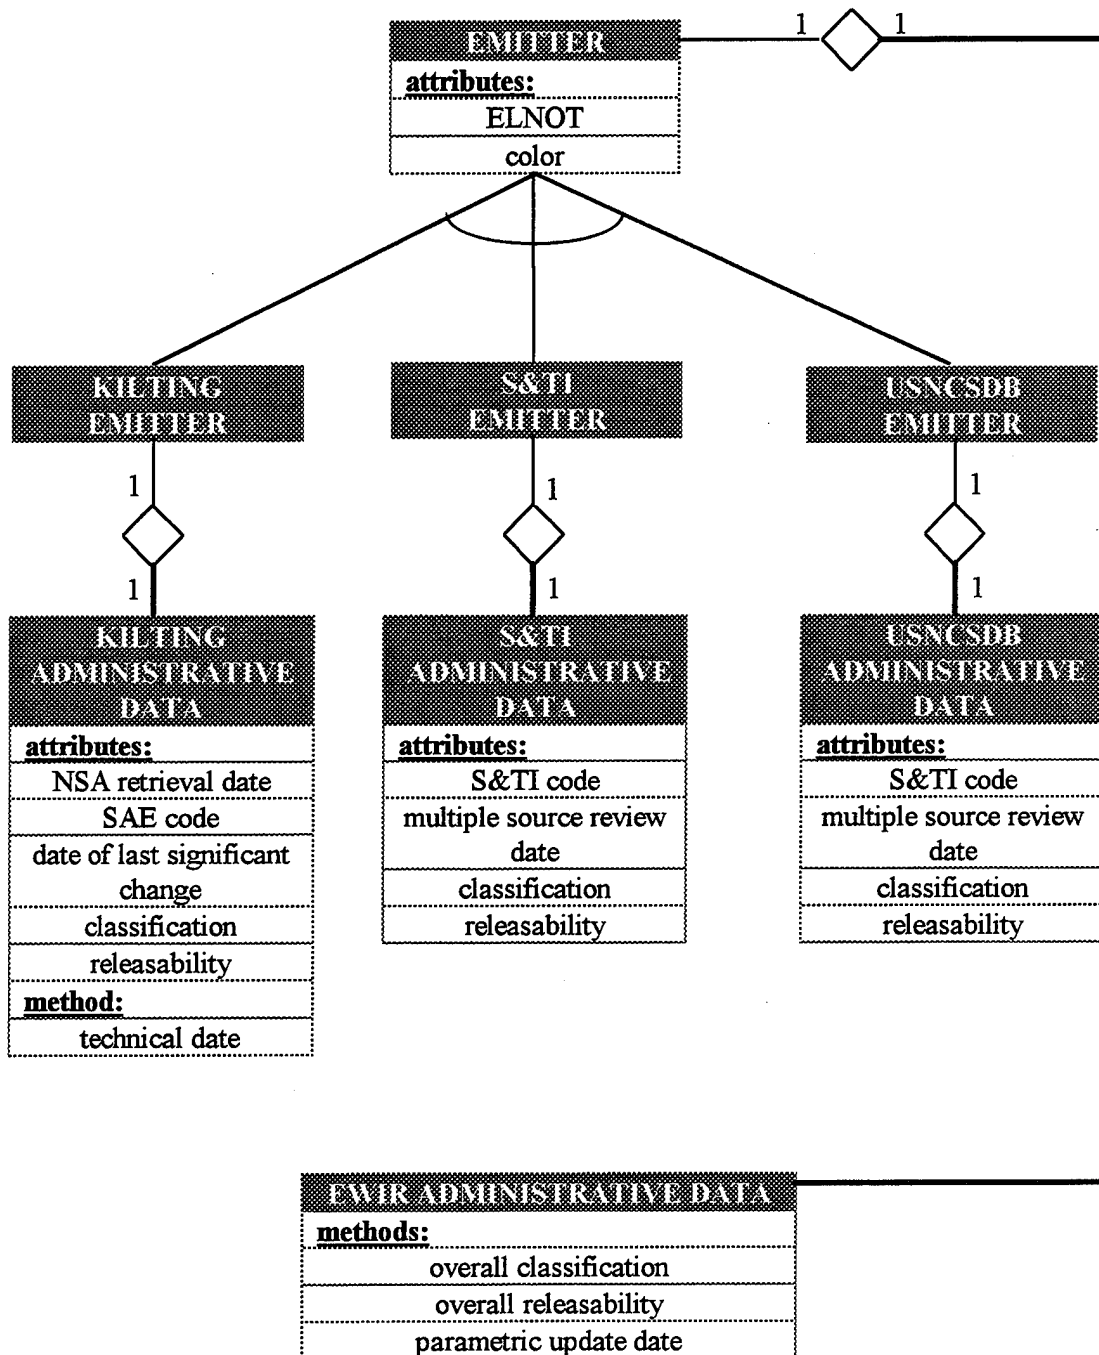 EMITTER
1 1
attributes:
ELNOT
color
KILTING
EMITTER
S&TI
EMITTER
USNCSDB
EMITTER
1
1
1
1
1
1
KILTING
ADMINISTRATIVE
DATA
attributes:
NSA retrieval date
SAE code
date of last significant
change
classification
releasability
method:
technical date
S&TI
ADMINISTRATIVE
DATA
attributes:
S&TI code
multiple source review
date
classification
releasability
USNCSDB
ADMINISTRATIVE
DATA
attributes:
S&TI code
multiple source review
date
classification
releasability
EWIR ADMINISTRATIVE DATA
methods:
overall classification
overall releasability
parametric update date